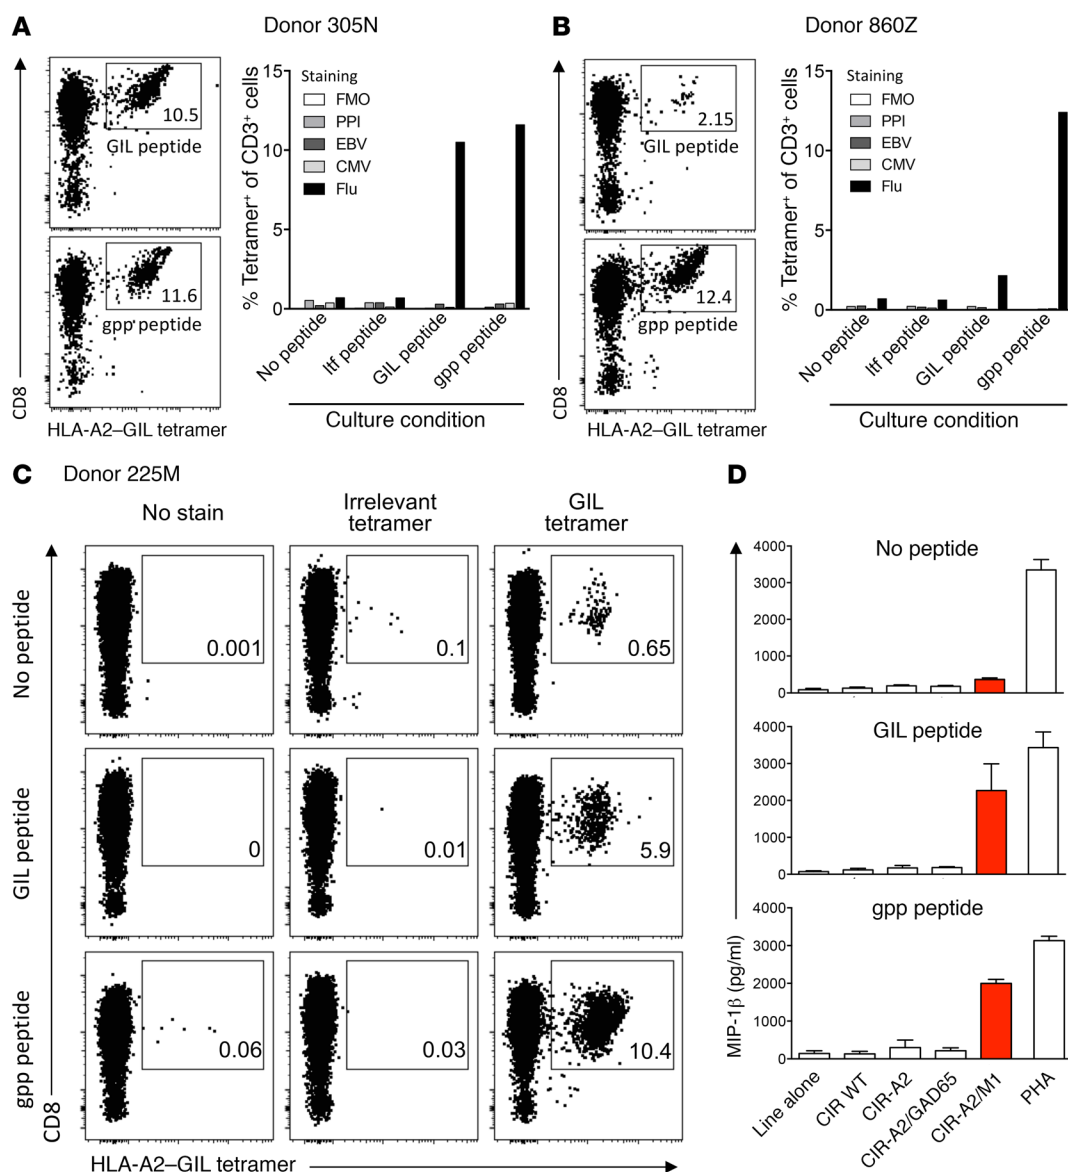 A
Donor 305N
10.5
GIL peptide
11.6
gpp peptide
CD8
HLA-A2–GIL tetramer
% Tetramer⁺ of CD3⁺ cells
15
10
5
0
Staining
FMO
PPI
EBV
CMV
Flu
No peptide
ltf peptide
GIL peptide
gpp peptide
Culture condition
B
Donor 860Z
2.15
GIL peptide
12.4
gpp peptide
CD8
HLA-A2–GIL tetramer
% Tetramer⁺ of CD3⁺ cells
15
10
5
0
Staining
FMO
PPI
EBV
CMV
Flu
No peptide
ltf peptide
GIL peptide
gpp peptide
Culture condition
C
Donor 225M
No stain
Irrelevant
tetramer
GIL
tetramer
No peptide
0.001
0.1
0.65
GIL peptide
0
0.01
5.9
gpp peptide
0.06
0.03
10.4
CD8
HLA-A2–GIL tetramer
D
No peptide
4000
3000
2000
1000
0
GIL peptide
4000
3000
2000
1000
0
gpp peptide
4000
3000
2000
1000
0
MIP-1β (pg/ml)
Line alone
CIR WT
CIR-A2
CIR-A2/GAD65
CIR-A2/M1
PHA